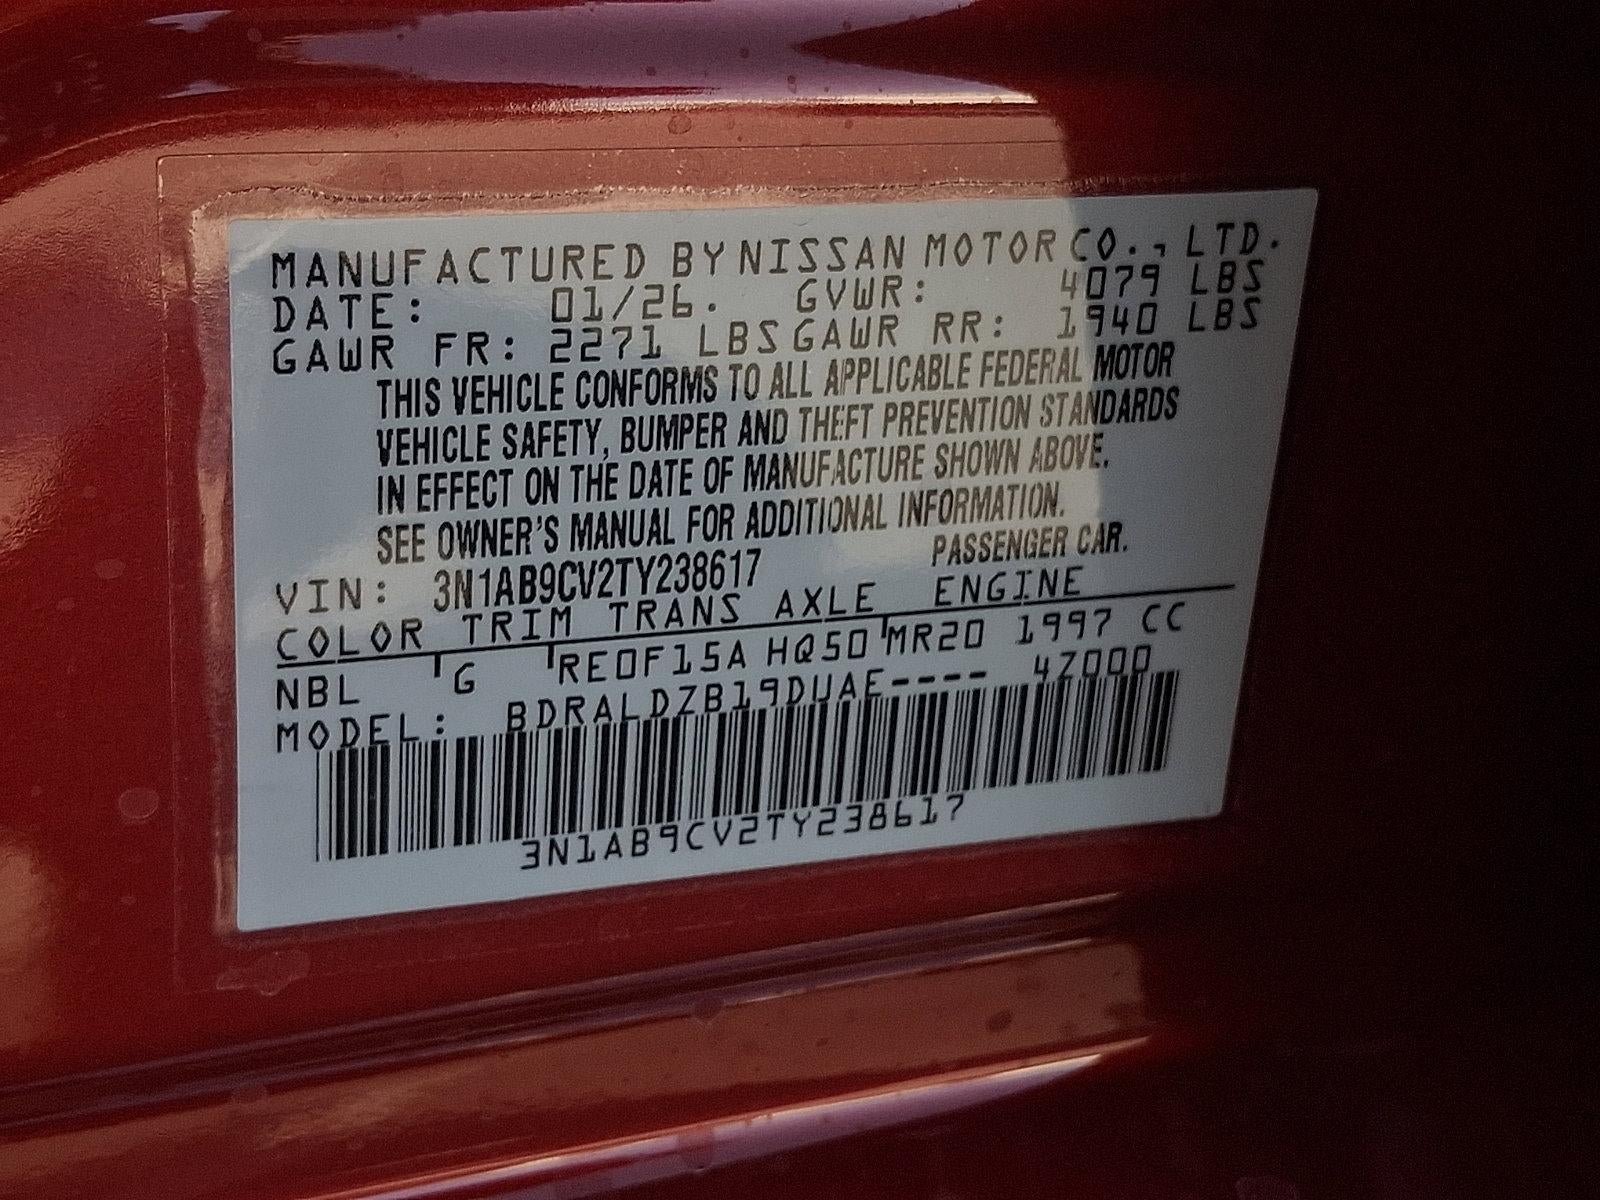 MANUFACTURED BY NISSAN MOTOR CO., LTD.
DATE: 01/26. GVWR: 4079 LBS
GAWR FR: 2271 LBS GAWR RR: 1940 LBS
THIS VEHICLE CONFORMS TO ALL APPLICABLE FEDERAL MOTOR
VEHICLE SAFETY, BUMPER AND THEFT PREVENTION STANDARDS
IN EFFECT ON THE DATE OF MANUFACTURE SHOWN ABOVE.
SEE OWNER'S MANUAL FOR ADDITIONAL INFORMATION.
VIN: 3N1AB9CV2TY238617 PASSENGER CAR.
COLOR TRIM TRANS AXLE ENGINE
NBL G RE0F15A HQ50 MR20 1997 CC
MODEL: BDRALDZB19DUAE---- 4Z000
3N1AB9CV2TY238617